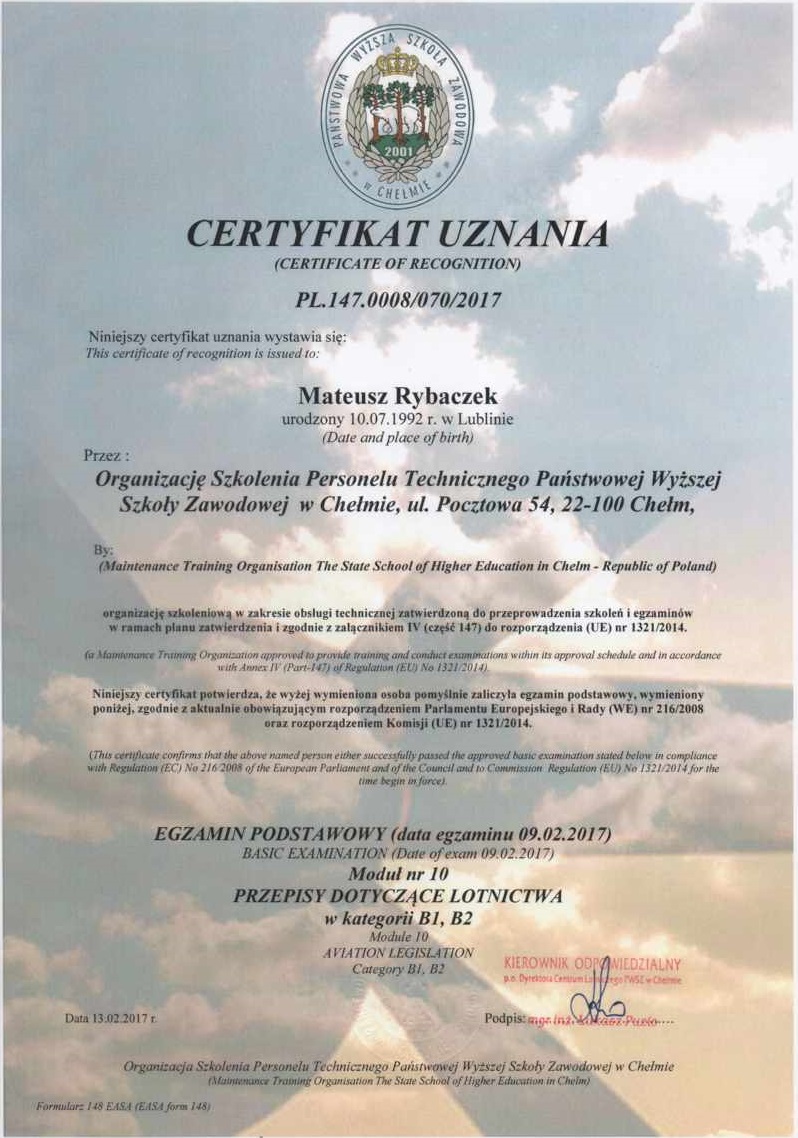 PAŃSTWOWA WYŻSZA SZKOŁA ZAWODOWA
w CHEŁMIE
2001
CERTYFIKAT UZNANIA
(CERTIFICATE OF RECOGNITION)
PL.147.0008/070/2017
Niniejszy certyfikat uznania wystawia się:
This certificate of recognition is issued to:
Mateusz Rybaczek
urodzony 10.07.1992 r. w Lublinie
(Date and place of birth)
Przez :
Organizację Szkolenia Personelu Technicznego Państwowej Wyższej
Szkoły Zawodowej w Chełmie, ul. Pocztowa 54, 22-100 Chełm,
By:
(Maintenance Training Organisation The State School of Higher Education in Chelm - Republic of Poland)
organizację szkoleniową w zakresie obsługi technicznej zatwierdzoną do przeprowadzenia szkoleń i egzaminów
w ramach planu zatwierdzenia i zgodnie z załącznikiem IV (część 147) do rozporządzenia (UE) nr 1321/2014.
(a Maintenance Training Organization approved to provide training and conduct examinations within its approval schedule and in accordance
with Annex IV (Part-147) of Regulation (EU) No 1321/2014)
Niniejszy certyfikat potwierdza, że wyżej wymieniona osoba pomyślnie zaliczyła egzamin podstawowy, wymieniony
poniżej, zgodnie z aktualnie obowiązującym rozporządzeniem Parlamentu Europejskiego i Rady (WE) nr 216/2008
oraz rozporządzeniem Komisji (UE) nr 1321/2014.
(This certificate confirms that the above named person either successfully passed the approved basic examination stated below in compliance
with Regulation (EC) No 216/2008 of the European Parliament and of the Council and to Commission Regulation (EU) No 1321/2014 for the
time begin in force).
EGZAMIN PODSTAWOWY (data egzaminu 09.02.2017)
BASIC EXAMINATION (Date of exam 09.02.2017)
Moduł nr 10
PRZEPISY DOTYCZĄCE LOTNICTWA
w kategorii B1, B2
Module 10
AVIATION LEGISLATION
Category B1, B2
KIEROWNIK ODPOWIEDZIALNY
p.o. Dyrektora Centrum PWSZ w Chełmie
Data 13.02.2017 r.
Podpis: mgr inż. Łukasz Puzio
Organizacja Szkolenia Personelu Technicznego Państwowej Wyższej Szkoły Zawodowej w Chełmie
(Maintenance Training Organisation The State School of Higher Education in Chelm)
Formularz 148 EASA (EASA form 148)